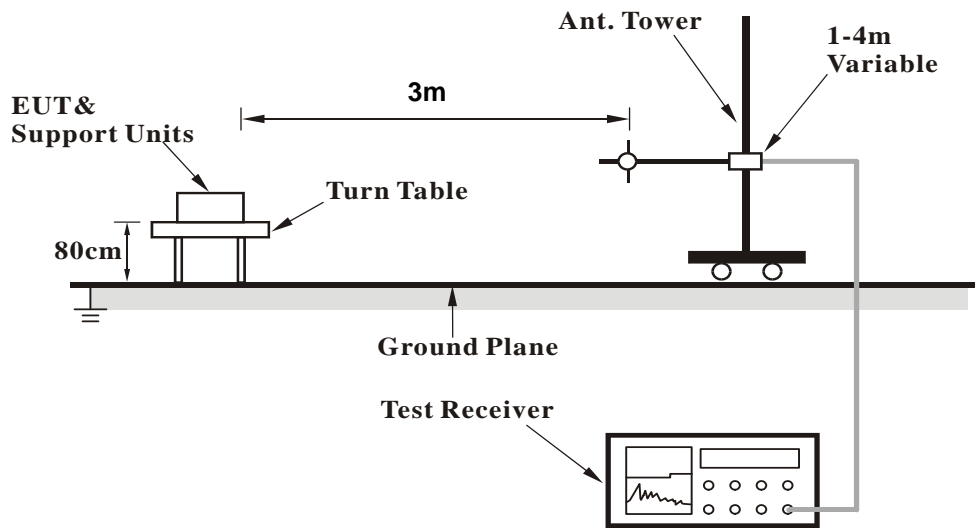 Ant. Tower
1-4m
Variable
3m
EUT&
Support Units
Turn Table
80cm
Ground Plane
Test Receiver